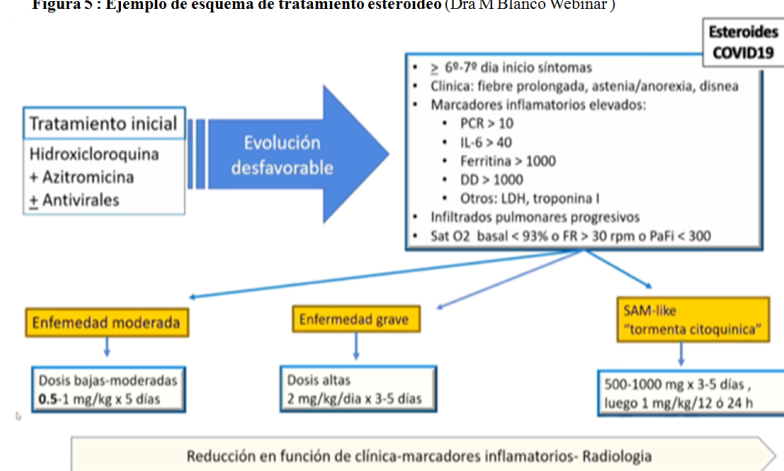 Figura 5 : Ejemplo de esquema de tratamiento esteroideo (Dra M Blanco Webinar )
Esteroides
COVID19
Tratamiento inicial
Hidroxicloroquina
+ Azitromicina
± Antivirales
Evolución
desfavorable
• ≥ 6º-7º dia inicio síntomas
• Clinica: fiebre prolongada, astenia/anorexia, disnea
• Marcadores inflamatorios elevados:
• PCR > 10
• IL-6 > 40
• Ferritina > 1000
• DD > 1000
• Otros: LDH, troponina I
• Infiltrados pulmonares progresivos
• Sat O2 basal < 93% o FR > 30 rpm o PaFi < 300
Enfemedad moderada
Dosis bajas-moderadas
0.5-1 mg/kg x 5 días
Enfermedad grave
Dosis altas
2 mg/kg/dia x 3-5 días
SAM-like
"tormenta citoquinica"
500-1000 mg x 3-5 días ,
luego 1 mg/kg/12 ó 24 h
Reducción en función de clínica-marcadores inflamatorios- Radiologia